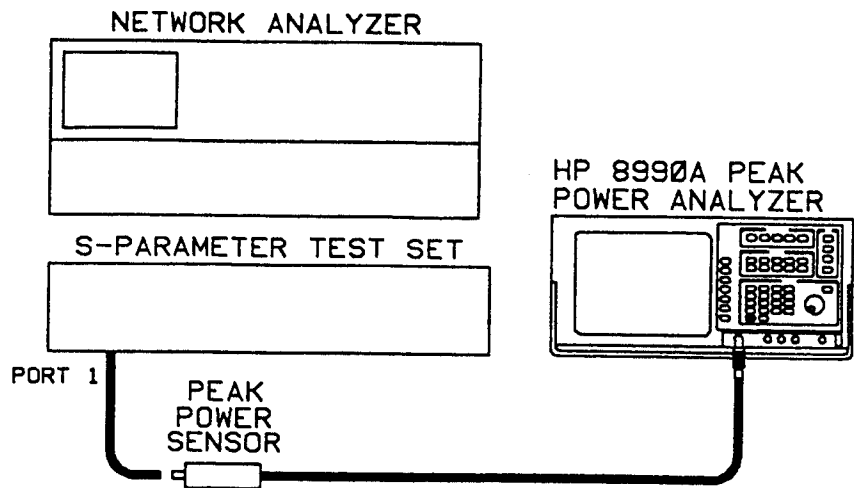 NETWORK ANALYZER
HP 8990A PEAK
POWER ANALYZER
S-PARAMETER TEST SET
PORT 1
PEAK
POWER
SENSOR